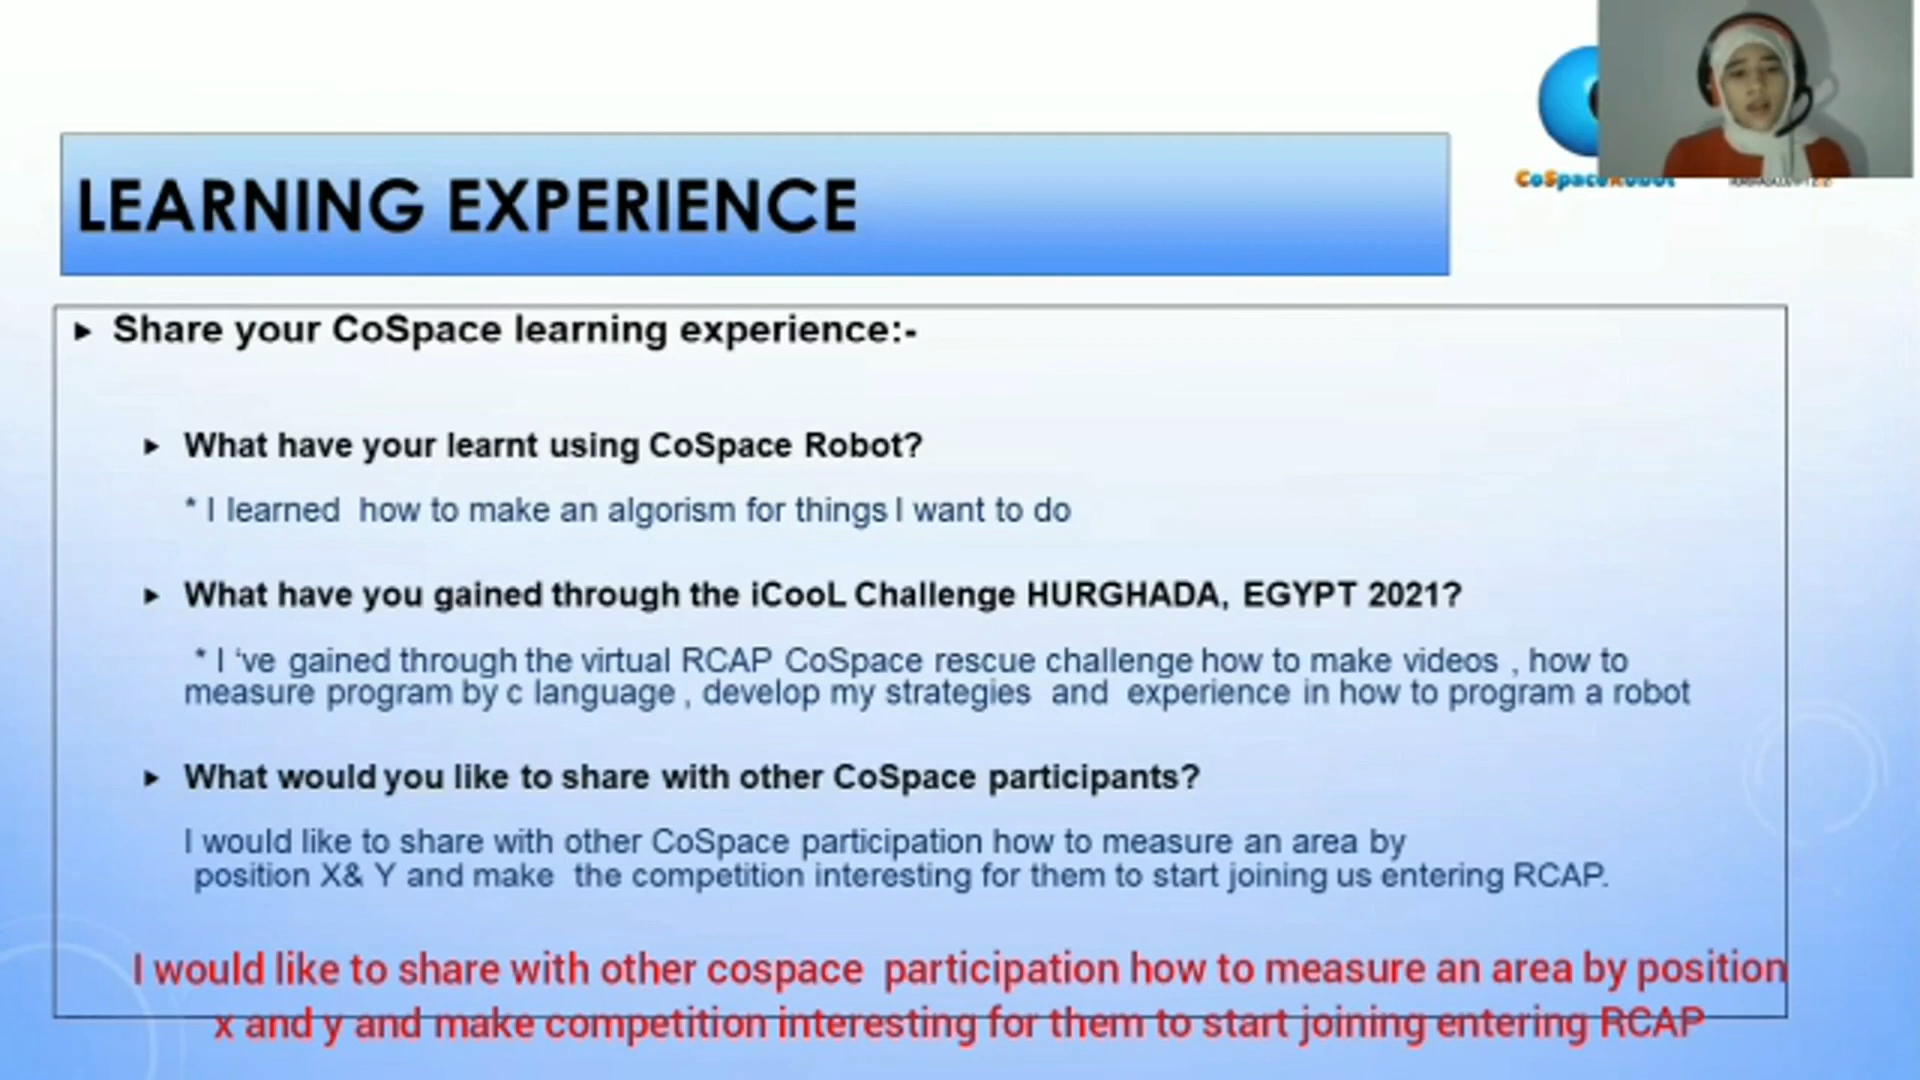 LEARNING EXPERIENCE
CoSpaceRobot
Share your CoSpace learning experience:-
What have your learnt using CoSpace Robot?
* I learned how to make an algorism for things I want to do
What have you gained through the iCooL Challenge HURGHADA, EGYPT 2021?
* I 've gained through the virtual RCAP CoSpace rescue challenge how to make videos , how to
measure program by c language , develop my strategies and experience in how to program a robot
What would you like to share with other CoSpace participants?
I would like to share with other CoSpace participation how to measure an area by
position X& Y and make the competition interesting for them to start joining us entering RCAP.
I would like to share with other cospace participation how to measure an area by position
x and y and make competition interesting for them to start joining entering RCAP